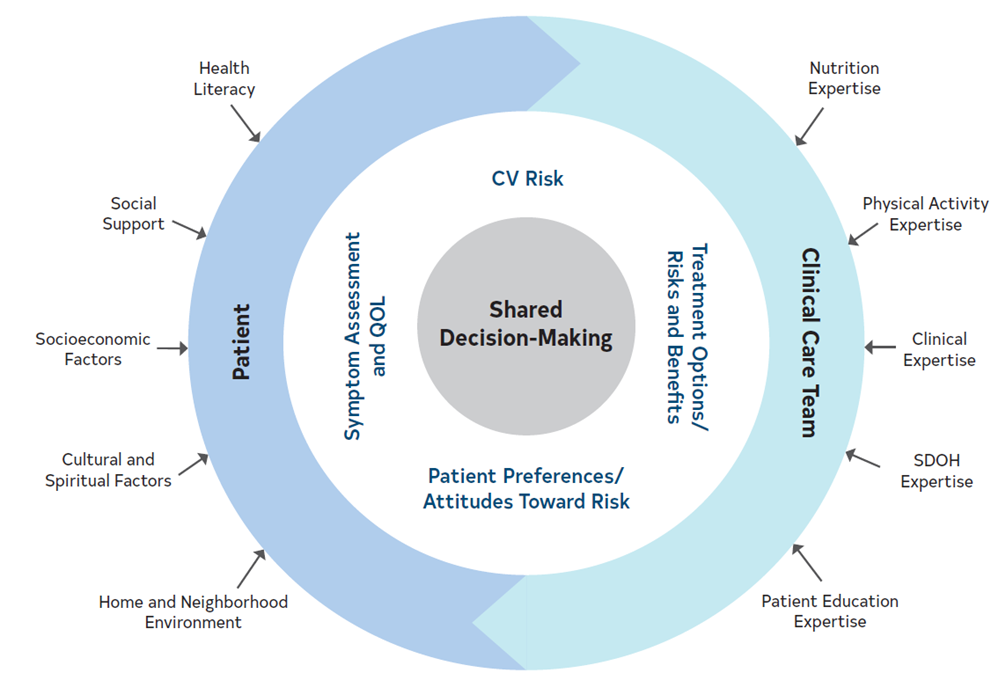 Health
Literacy
Social
Support
Socioeconomic
Factors
Cultural and
Spiritual Factors
Home and Neighborhood
Environment
Patient
Symptom Assessment
and QOL
CV Risk
Shared
Decision-Making
Patient Preferences/
Attitudes Toward Risk
Treatment Options/
Risks and Benefits
Clinical Care Team
Nutrition
Expertise
Physical Activity
Expertise
Clinical
Expertise
SDOH
Expertise
Patient Education
Expertise